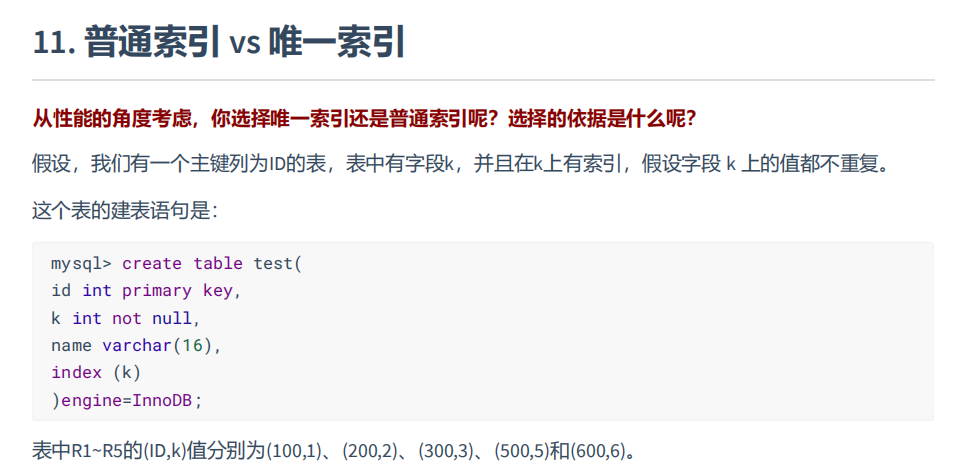 11. 普通索引 vs 唯一索引
从性能的角度考虑，你选择唯一索引还是普通索引呢？选择的依据是什么呢？
假设，我们有一个主键列为ID的表，表中有字段k，并且在k上有索引，假设字段 k 上的值都不重复。
这个表的建表语句是：
mysql> create table test(
id int primary key,
k int not null,
name varchar(16),
index (k)
)engine=InnoDB;
表中R1~R5的(ID,k)值分别为(100,1)、(200,2)、(300,3)、(500,5)和(600,6)。